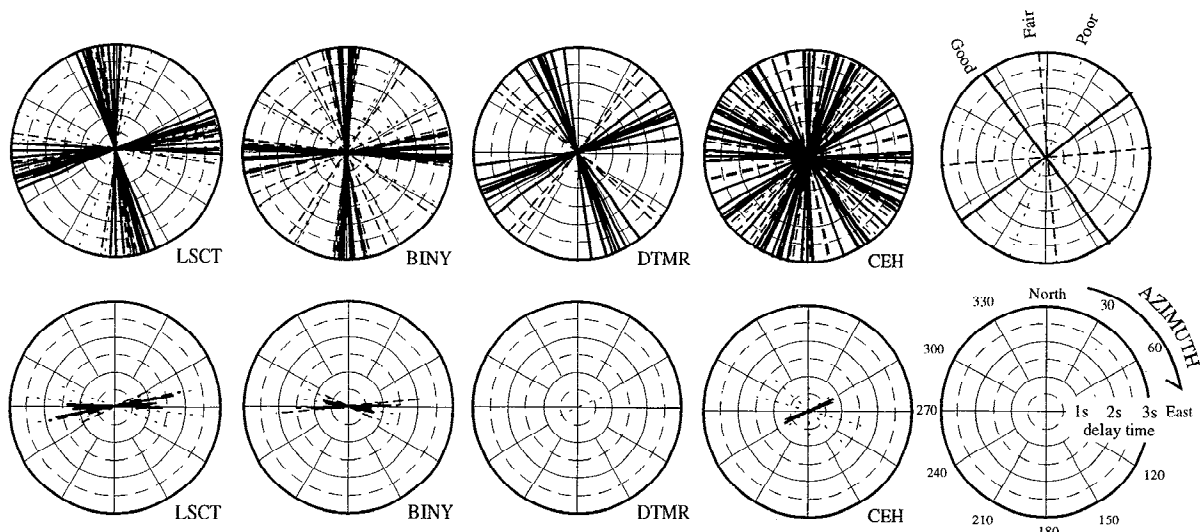 Good
Fair
Poor
LSCT
BINY
DTMR
CEH
North
330
30
AZIMUTH
300
60
270
1s 2s 3s East
delay time
240
120
LSCT
BINY
DTMR
CEH
210
180
150